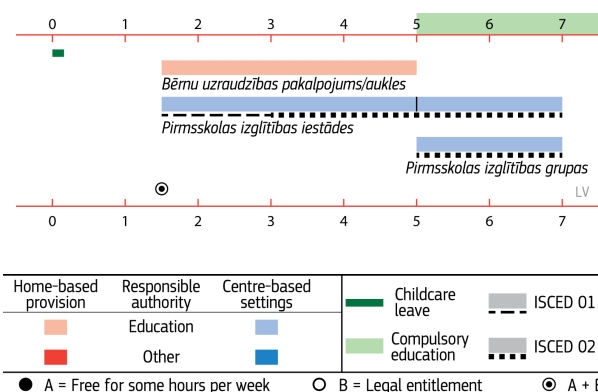 0 1 2 3 4 5 6 7
Bērnu uzraudzības pakalpojums/aukles
Pirmsskolas izglītības iestādes
Pirmsskolas izglītības grupas
LV
0 1 2 3 4 5 6 7
Home-based provision
Responsible authority
Centre-based settings
Education
Other
Childcare leave
Compulsory education
ISCED 01
ISCED 02
A = Free for some hours per week
B = Legal entitlement
A +